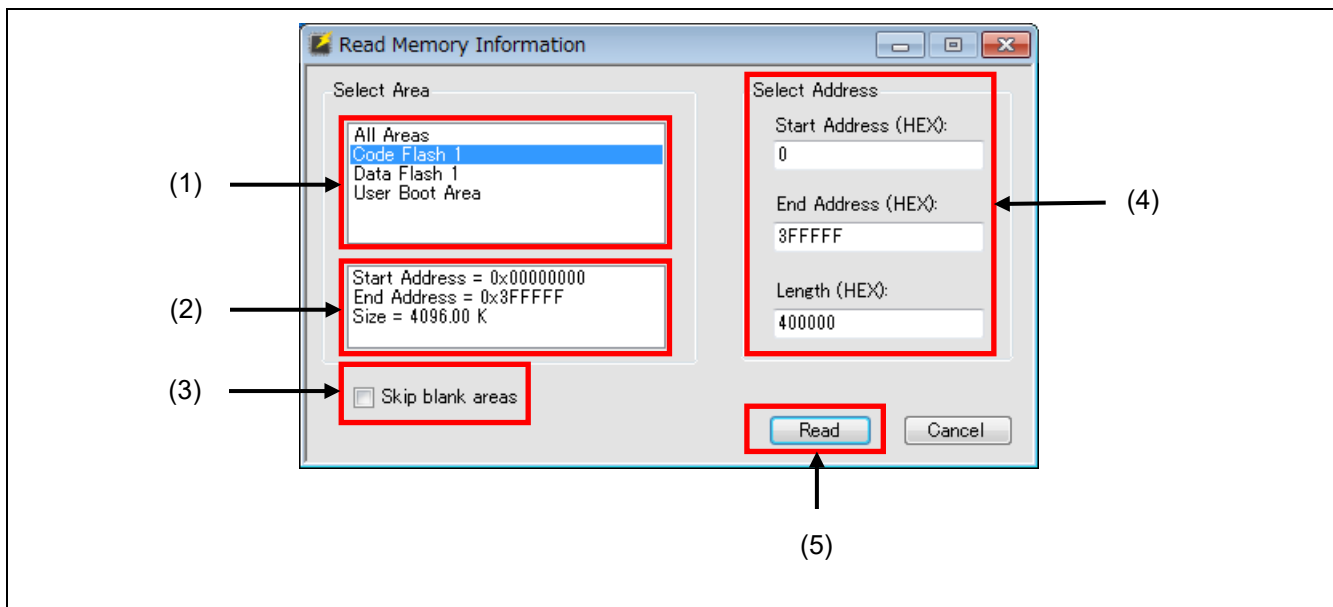 Read Memory Information
Select Area
All Areas
Code Flash 1
Data Flash 1
User Boot Area
(1)
Start Address = 0x00000000
End Address = 0x3FFFFF
Size = 4096.00 K
(2)
(3)
Skip blank areas
Select Address
Start Address (HEX):
0
End Address (HEX):
3FFFFF
Length (HEX):
400000
(4)
Read
Cancel
(5)